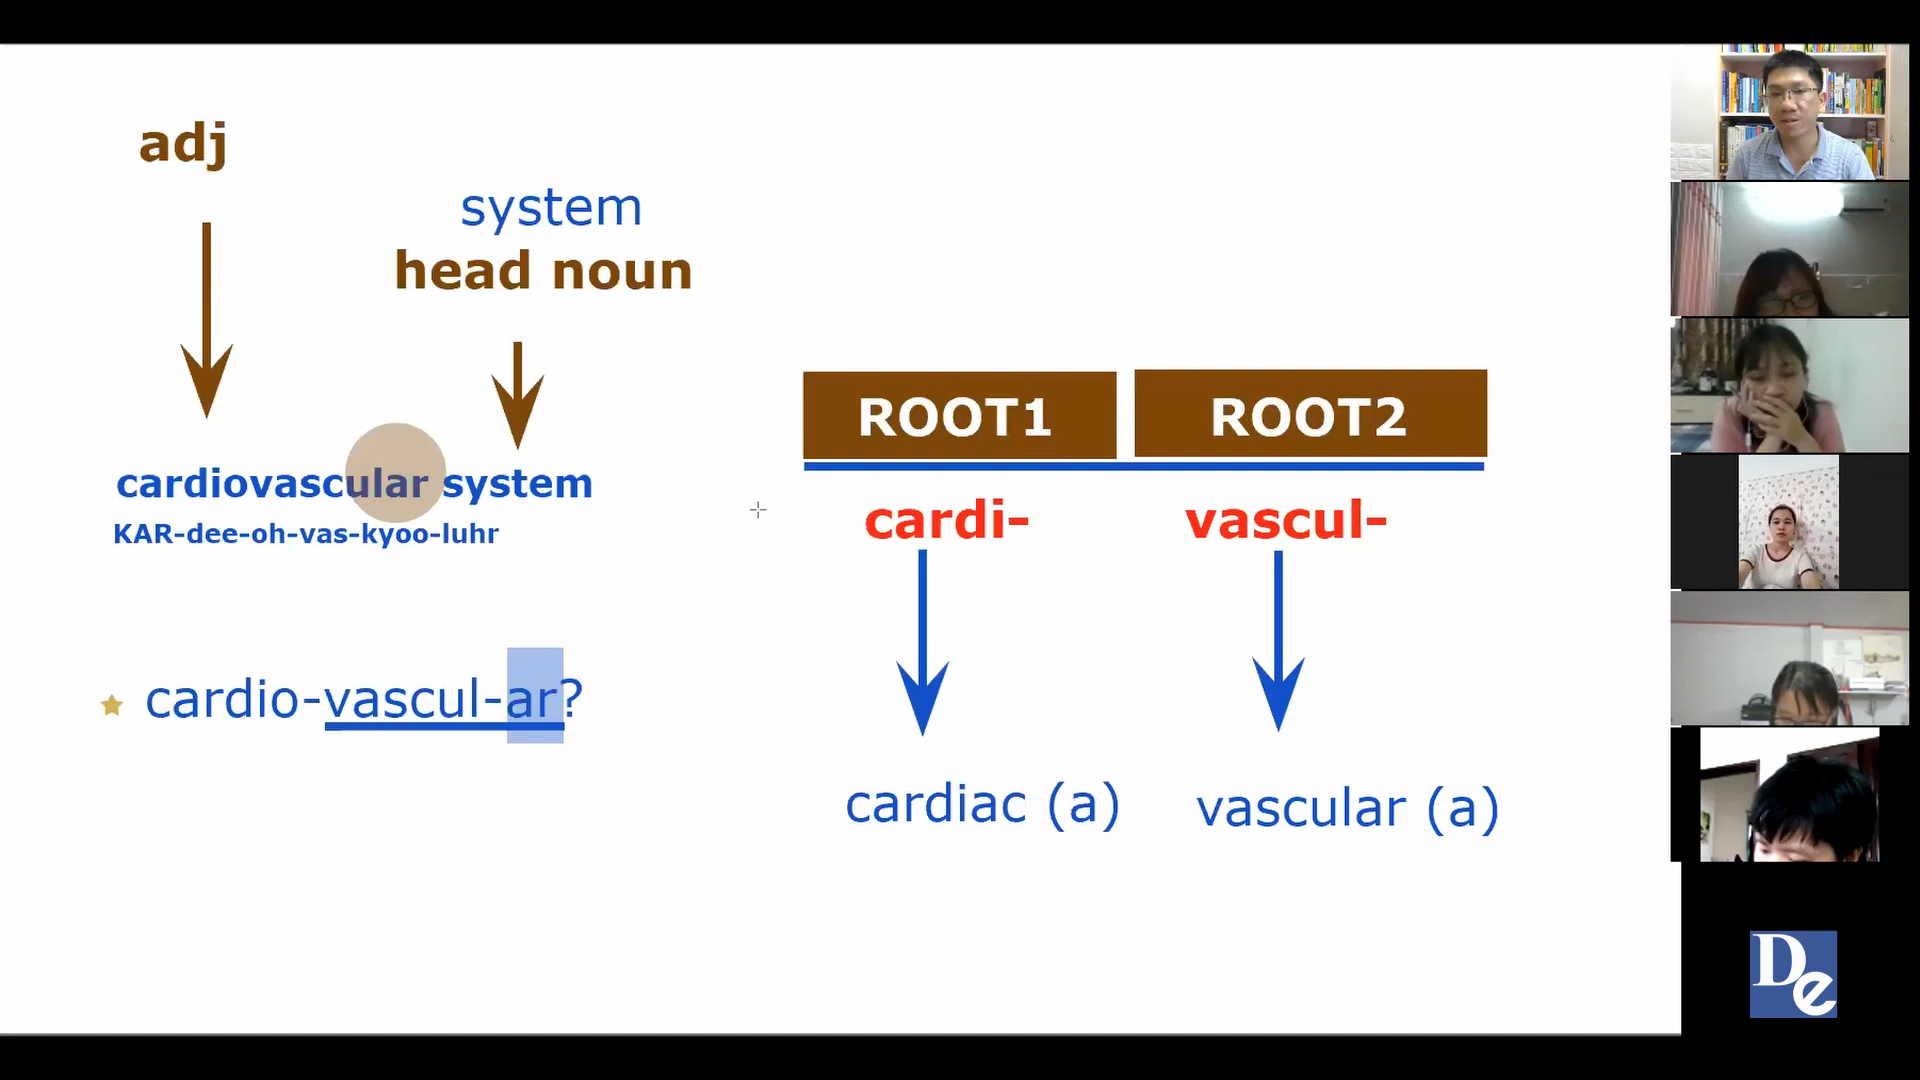 adj
system
head noun
cardiovascular system
KAR-dee-oh-vas-kyoo-luhr
cardio-vascul-ar?
ROOT1
ROOT2
cardi-
vascul-
cardiac (a)
vascular (a)
De